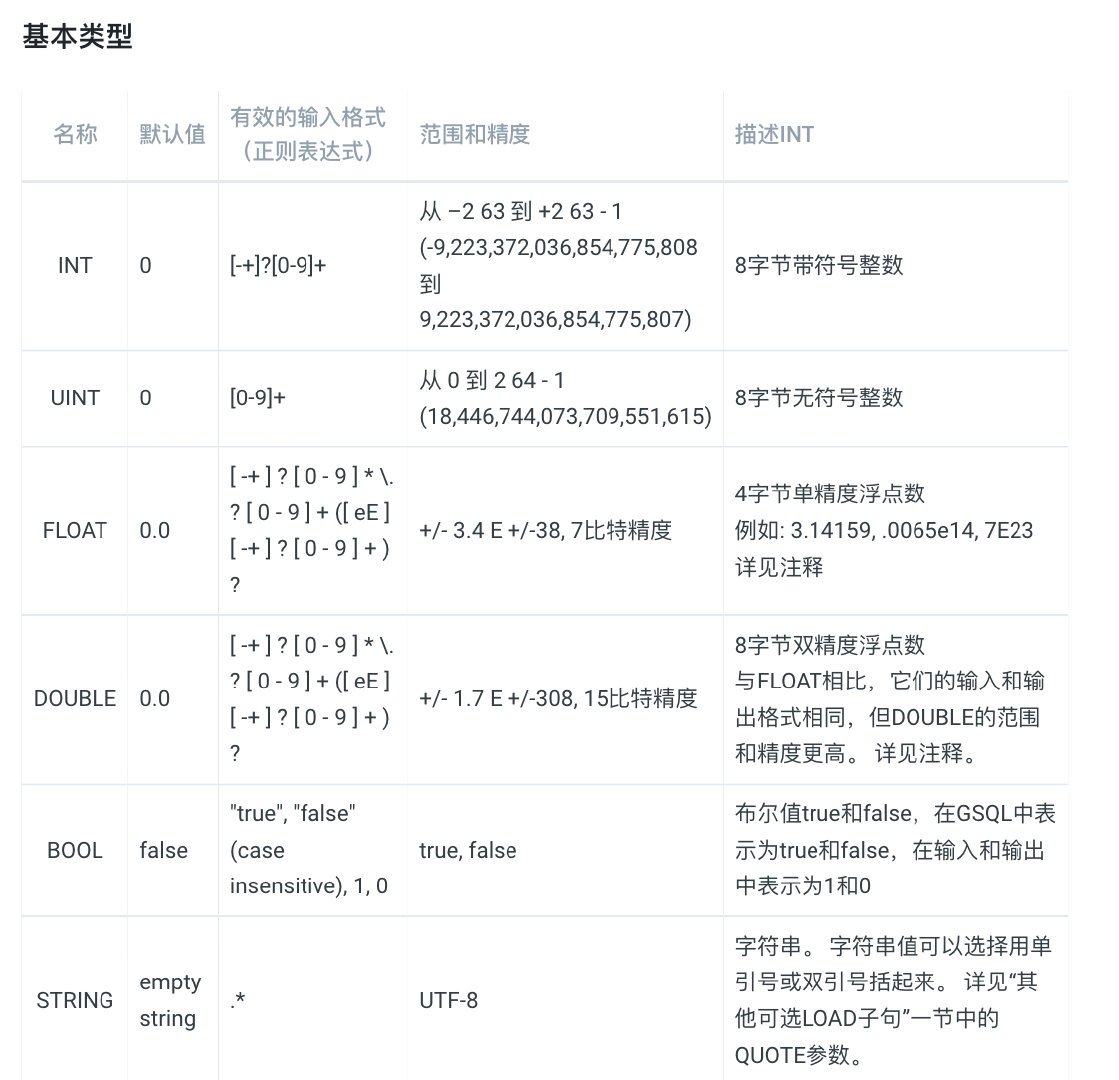 基本类型
名称
默认值
有效的输入格式
（正则表达式）
范围和精度
描述INT
INT
0
[-+]?[0-9]+
从 –2 63 到 +2 63 - 1
(-9,223,372,036,854,775,808
到
9,223,372,036,854,775,807)
8字节带符号整数
UINT
0
[0-9]+
从 0 到 2 64 - 1
(18,446,744,073,709,551,615)
8字节无符号整数
FLOAT
0.0
[ -+ ] ? [ 0 - 9 ] * \.
? [ 0 - 9 ] + ([ eE ]
[ -+ ] ? [ 0 - 9 ] + )
?
+/- 3.4 E +/-38, 7比特精度
4字节单精度浮点数
例如: 3.14159, .0065e14, 7E23
详见注释
DOUBLE
0.0
[ -+ ] ? [ 0 - 9 ] * \.
? [ 0 - 9 ] + ([ eE ]
[ -+ ] ? [ 0 - 9 ] + )
?
+/- 1.7 E +/-308, 15比特精度
8字节双精度浮点数
与FLOAT相比，它们的输入和输
出格式相同，但DOUBLE的范围
和精度更高。 详见注释。
BOOL
false
"true", "false"
(case
insensitive), 1, 0
true, false
布尔值true和false，在GSQL中表
示为true和false，在输入和输出
中表示为1和0
STRING
empty
string
.*
UTF-8
字符串。 字符串值可以选择用单
引号或双引号括起来。 详见“其
他可选LOAD子句”一节中的
QUOTE参数。